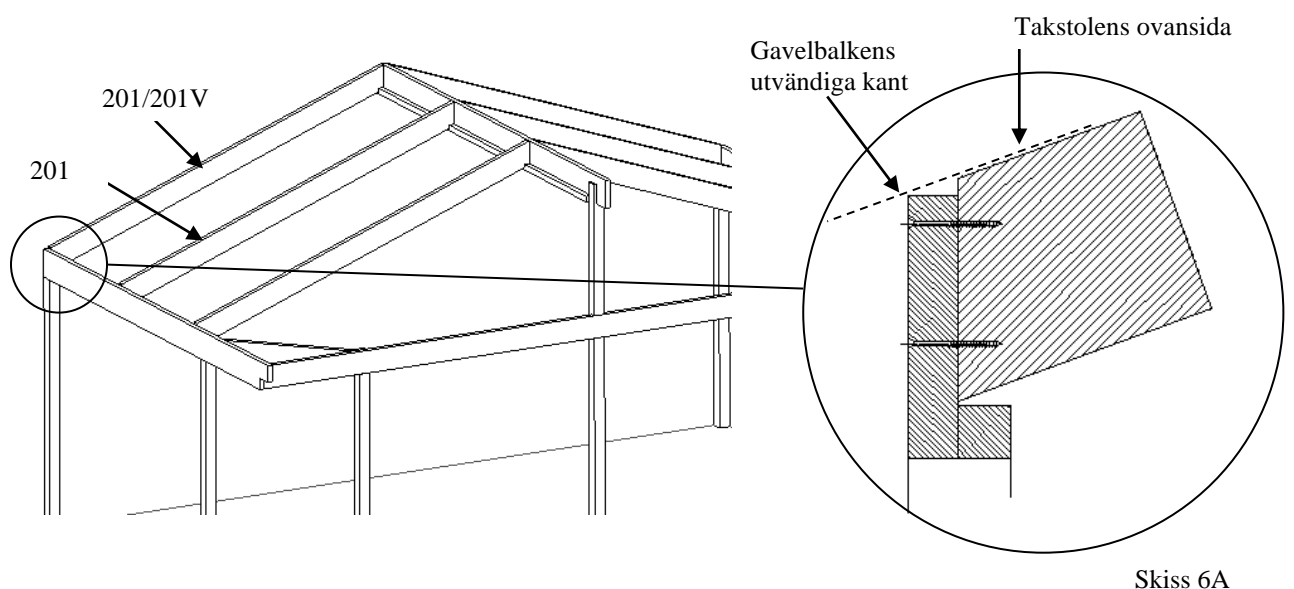 Takstolens ovansida
Gavelbalkens
utvändiga kant
201/201V
201
Skiss 6A